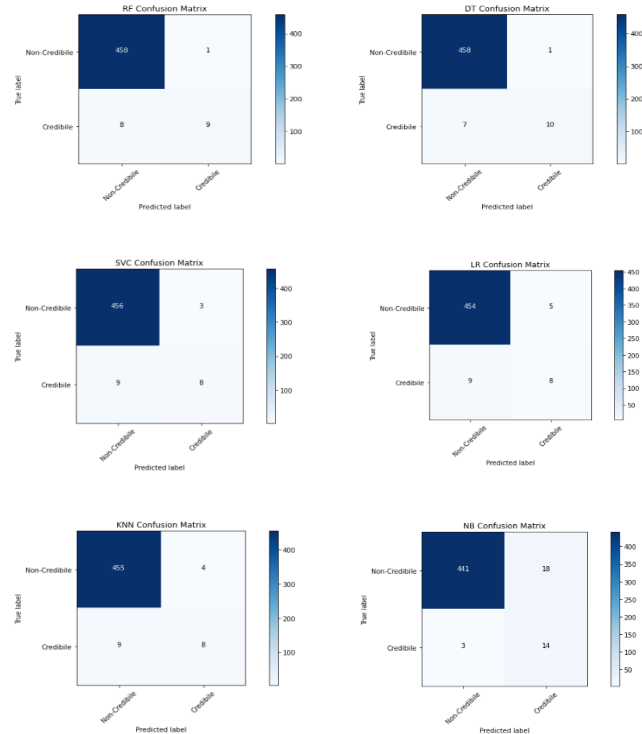 RF Confusion Matrix
Non-Credibile
458
1
400
300
True label
200
Credibile
8
9
100
Non-Credibile
Credibile
Predicted label
DT Confusion Matrix
Non-Credibile
458
1
400
300
True label
200
Credibile
7
10
100
Non-Credibile
Credibile
Predicted label
SVC Confusion Matrix
Non-Credibile
456
3
400
300
True label
200
Credibile
9
8
100
Non-Credibile
Credibile
Predicted label
LR Confusion Matrix
450
Non-Credibile
454
5
400
350
300
True label
250
200
Credibile
9
8
150
100
50
Non-Credibile
Credibile
Predicted label
KNN Confusion Matrix
Non-Credibile
455
4
400
300
True label
200
Credibile
9
8
100
Non-Credibile
Credibile
Predicted label
NB Confusion Matrix
Non-Credibile
441
18
400
350
300
True label
250
200
Credibile
3
14
150
100
50
Non-Credibile
Credibile
Predicted label